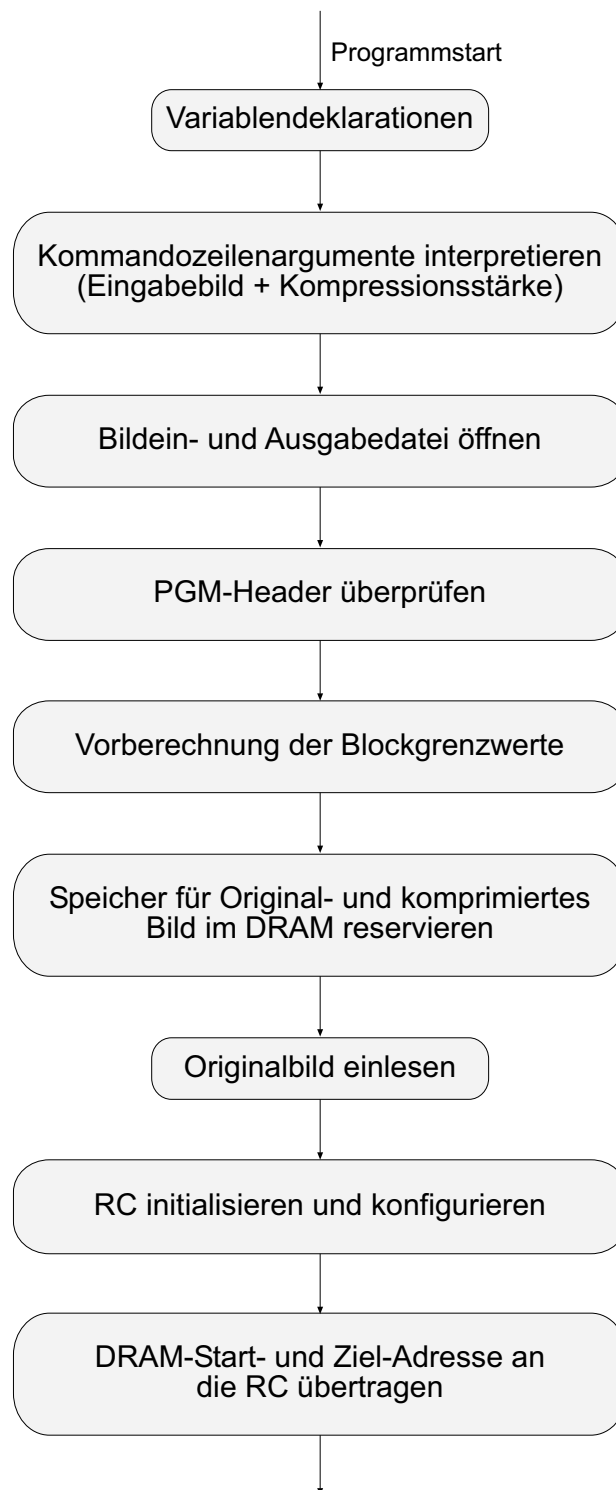 Programmstart
Variablendeklarationen
Kommandozeilenargumente interpretieren
(Eingabebild + Kompressionsstärke)
Bildein- und Ausgabedatei öffnen
PGM-Header überprüfen
Vorberechnung der Blockgrenzwerte
Speicher für Original- und komprimiertes
Bild im DRAM reservieren
Originalbild einlesen
RC initialisieren und konfigurieren
DRAM-Start- und Ziel-Adresse an
die RC übertragen